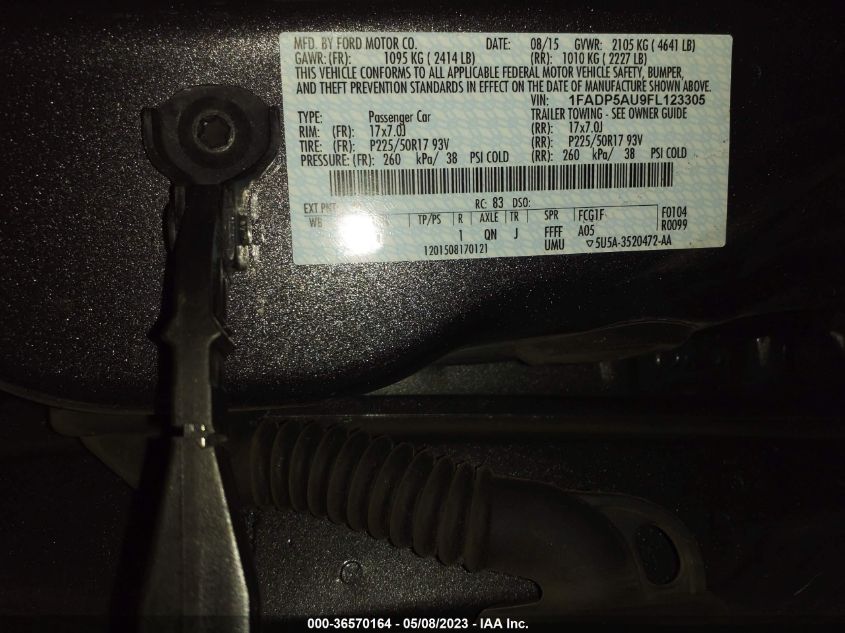 MFD. BY FORD MOTOR CO. DATE: 08/15 GVWR: 2105 KG ( 4641 LB)
GAWR: (FR): 1095 KG ( 2414 LB) (RR): 1010 KG ( 2227 LB)
THIS VEHICLE CONFORMS TO ALL APPLICABLE FEDERAL MOTOR VEHICLE SAFETY, BUMPER,
AND THEFT PREVENTION STANDARDS IN EFFECT ON THE DATE OF MANUFACTURE SHOWN ABOVE.
VIN: 1FADP5AU9FL123305
TYPE: Passenger Car TRAILER TOWING - SEE OWNER GUIDE
RIM: (FR): 17x7.0J (RR): 17x7.0J
TIRE: (FR): P225/50R17 93V (RR): P225/50R17 93V
PRESSURE: (FR): 260 kPa/ 38 PSI COLD (RR): 260 kPa/ 38 PSI COLD
EXT PNT: RC: 83 DSO: F0104
WB TP/PS R AXLE TR SPR FCG1F R0099
1 QN J FFFF A05
1201508170121 UMU ▽5U5A-3520472-AA
000-36570164 - 05/08/2023 - IAA Inc.